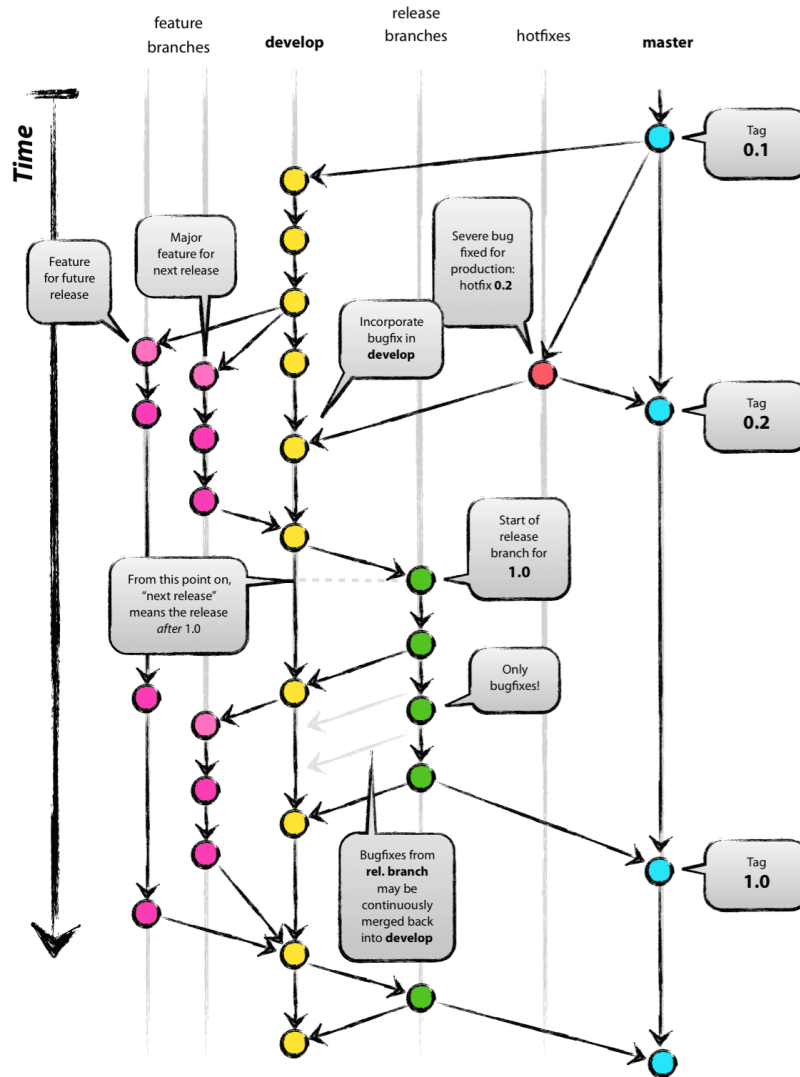 feature
branches
develop
release
branches
hotfixes
master
Time
Tag
0.1
Major
feature for
next release
Feature
for future
release
Severe bug
fixed for
production:
hotfix 0.2
Incorporate
bugfix in
develop
Tag
0.2
Start of
release
branch for
1.0
From this point on,
“next release”
means the release
after 1.0
Only
bugfixes!
Bugfixes from
rel. branch
may be
continuously
merged back
into develop
Tag
1.0